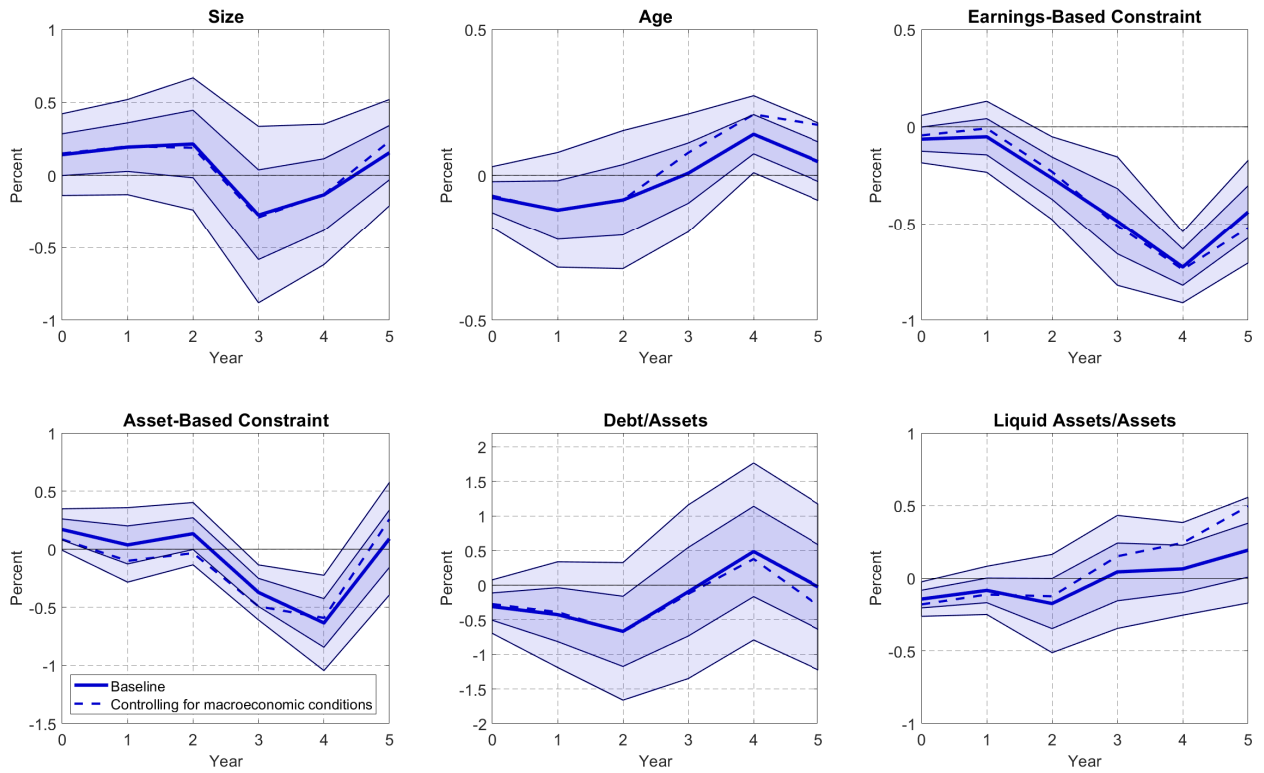 Size
1
0.5
0
-0.5
-1
Percent
0 1 2 3 4 5
Year
Age
0.5
0
-0.5
Percent
0 1 2 3 4 5
Year
Earnings-Based Constraint
0.5
0
-0.5
-1
Percent
0 1 2 3 4 5
Year
Asset-Based Constraint
1
0.5
0
-0.5
-1
-1.5
Percent
Baseline
Controlling for macroeconomic conditions
0 1 2 3 4 5
Year
Debt/Assets
2
1.5
1
0.5
0
-0.5
-1
-1.5
-2
Percent
0 1 2 3 4 5
Year
Liquid Assets/Assets
1
0.5
0
-0.5
-1
Percent
0 1 2 3 4 5
Year